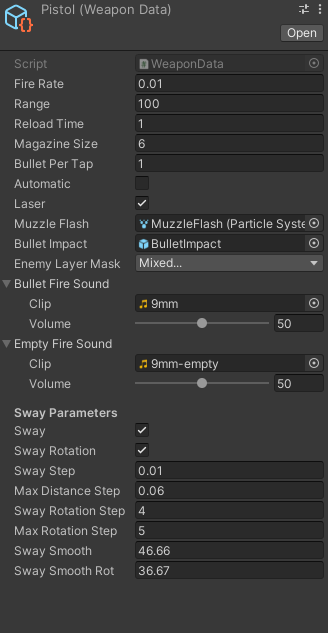 Pistol (Weapon Data)
Open
Script WeaponData
Fire Rate 0.01
Range 100
Reload Time 1
Magazine Size 6
Bullet Per Tap 1
Automatic
Laser
Muzzle Flash MuzzleFlash (Particle Syste
Bullet Impact BulletImpact
Enemy Layer Mask Mixed...
Bullet Fire Sound
Clip 9mm
Volume 50
Empty Fire Sound
Clip 9mm-empty
Volume 50
Sway Parameters
Sway
Sway Rotation
Sway Step 0.01
Max Distance Step 0.06
Sway Rotation Step 4
Max Rotation Step 5
Sway Smooth 46.66
Sway Smooth Rot 36.67